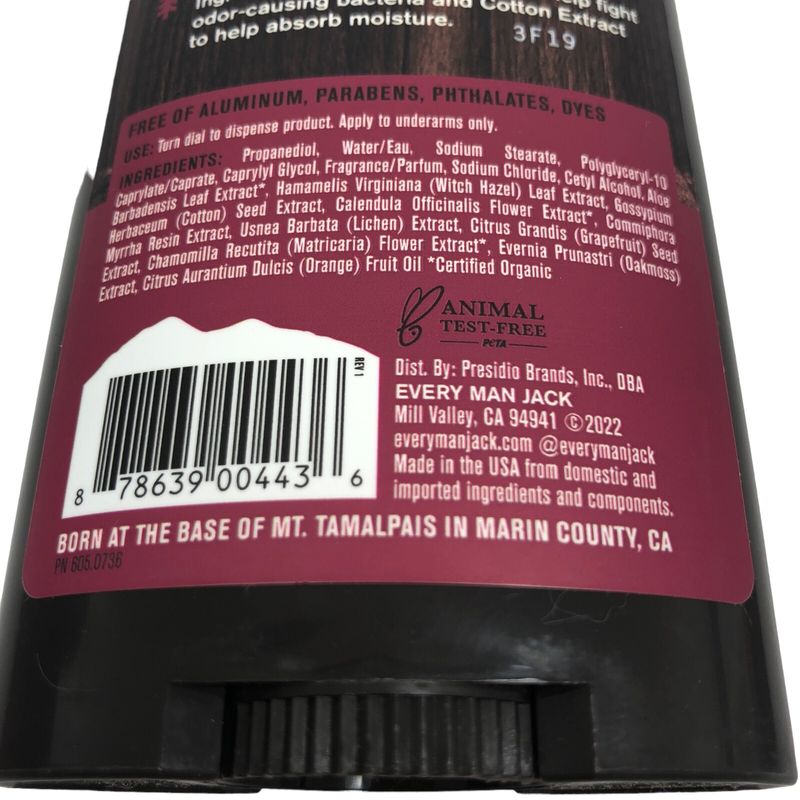 help fight
odor-causing bacteria and Cotton Extract
to help absorb moisture.
3F19
FREE OF ALUMINUM, PARABENS, PHTHALATES, DYES
USE: Turn dial to dispense product. Apply to underarms only.
INGREDIENTS: Propanediol, Water/Eau, Sodium Stearate, Polyglyceryl-10
Caprylate/Caprate, Caprylyl Glycol, Fragrance/Parfum, Sodium Chloride, Cetyl Alcohol, Aloe
Barbadensis Leaf Extract*, Hamamelis Virginiana (Witch Hazel) Leaf Extract, Gossypium
Herbaceum (Cotton) Seed Extract, Calendula Officinalis Flower Extract*, Commiphora
Myrrha Resin Extract, Usnea Barbata (Lichen) Extract, Citrus Grandis (Grapefruit) Seed
Extract, Chamomilla Recutita (Matricaria) Flower Extract*, Evernia Prunastri (Oakmoss)
Extract, Citrus Aurantium Dulcis (Orange) Fruit Oil *Certified Organic
ANIMAL
TEST-FREE
PETA
REV 1
8 78639 00443 6
Dist. By: Presidio Brands, Inc., DBA
EVERY MAN JACK
Mill Valley, CA 94941 ©2022
everymanjack.com @everymanjack
Made in the USA from domestic and
imported ingredients and components.
BORN AT THE BASE OF MT. TAMALPAIS IN MARIN COUNTY, CA
PN 605.0736